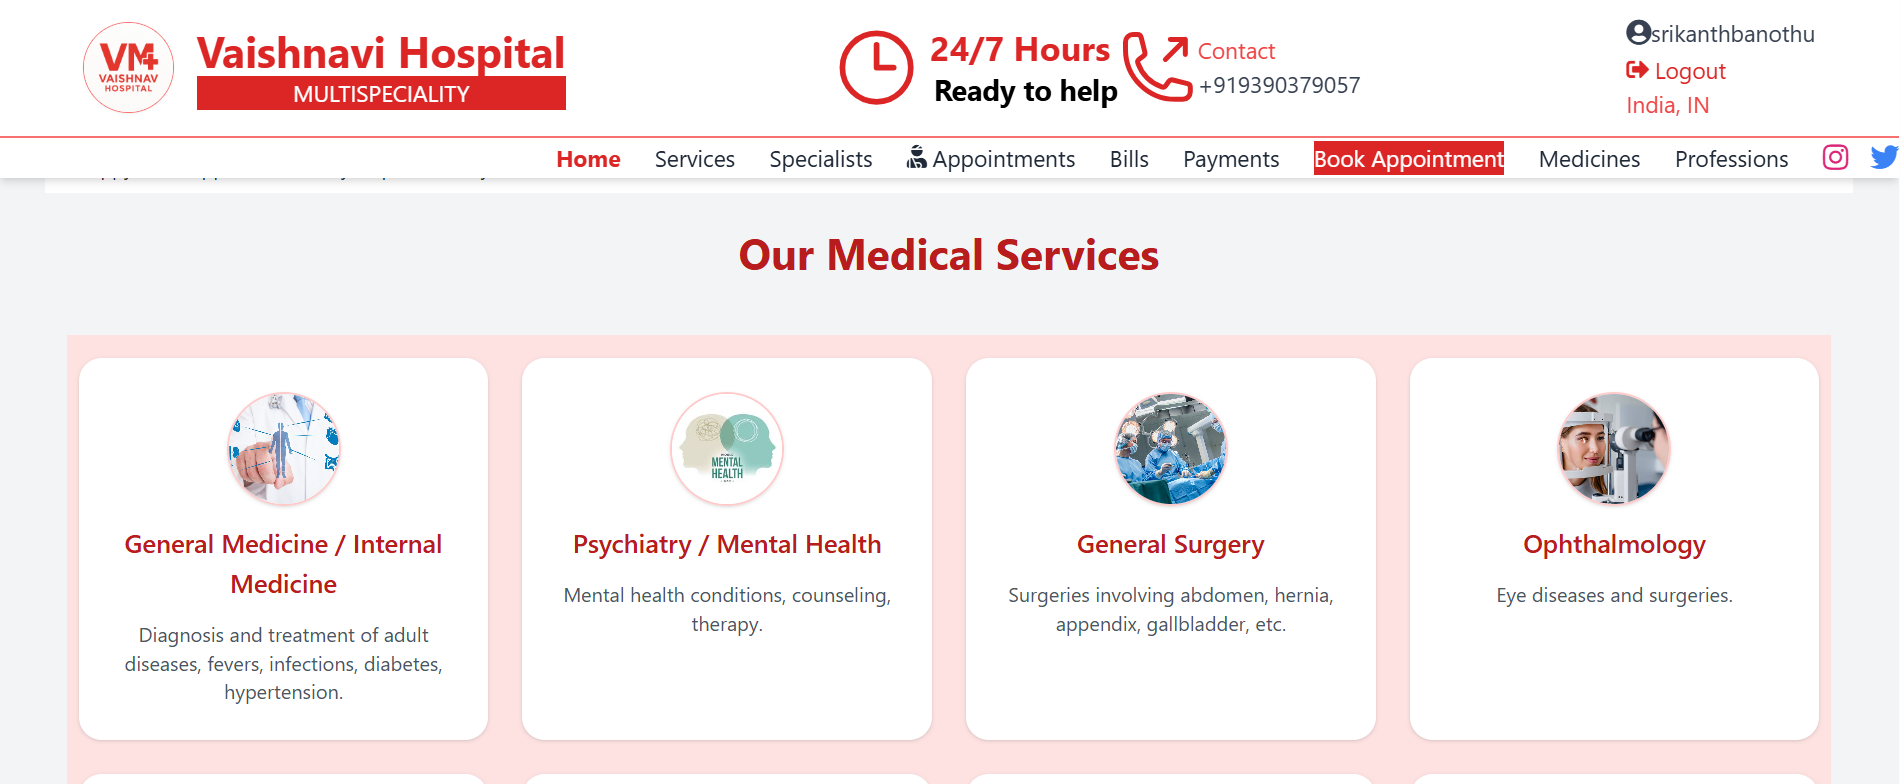 VM
VAISHNAV
HOSPITAL
Vaishnavi Hospital
MULTISPECIALITY
24/7 Hours
Ready to help
Contact
+919390379057
srikanthbanothu
Logout
India, IN
Home Services Specialists Appointments Bills Payments Book Appointment Medicines Professions
Our Medical Services
MENTAL
HEALTH
General Medicine / Internal
Medicine
Diagnosis and treatment of adult
diseases, fevers, infections, diabetes,
hypertension.
Psychiatry / Mental Health
Mental health conditions, counseling,
therapy.
General Surgery
Surgeries involving abdomen, hernia,
appendix, gallbladder, etc.
Ophthalmology
Eye diseases and surgeries.